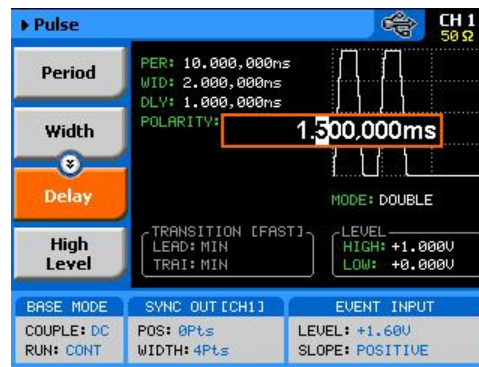 Pulse
CH 1
50 Ω
Period
PER: 10.000,000ns
WID: 2.000,000ns
DLY: 1.000,000ns
Width
POLARITY:
1.500,000ms
Delay
MODE: DOUBLE
High
Level
TRANSITION [FAST]
LEAD: MIN
TRAI: MIN
LEVEL
HIGH: +1.000V
LOW: +0.000V
BASE MODE
COUPLE: DC
RUN: CONT
SYNC OUT [CH1]
POS: 0Pts
WIDTH: 4Pts
EVENT INPUT
LEVEL: +1.60V
SLOPE: POSITIVE